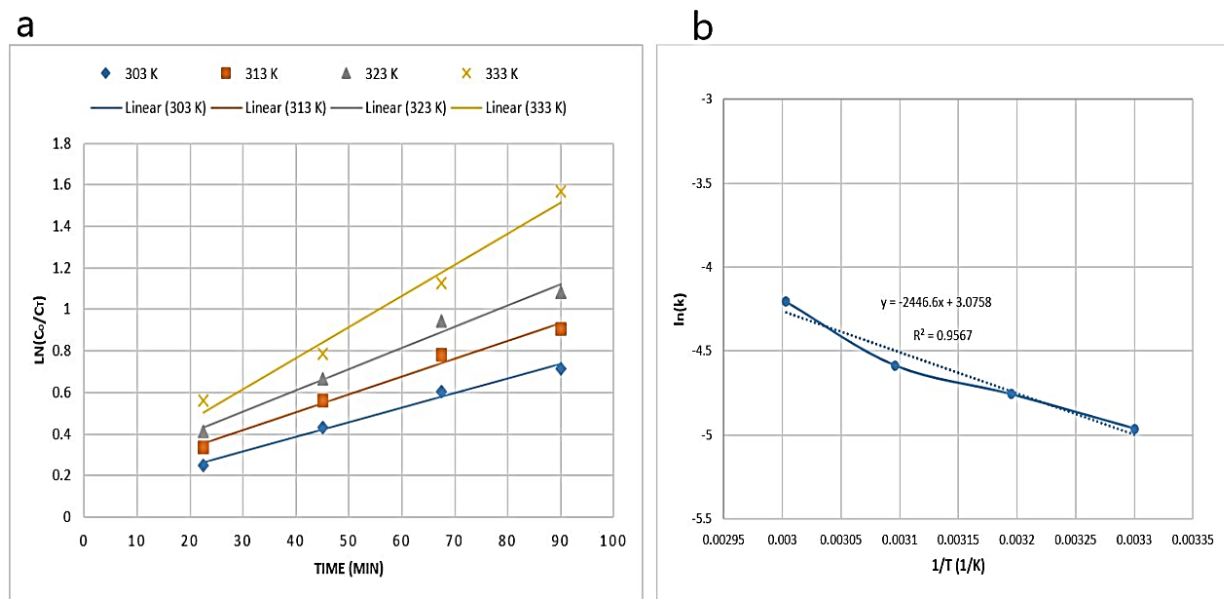 a
303 K 313 K 323 K 333 K
Linear (303 K) Linear (313 K) Linear (323 K) Linear (333 K)
1.8
1.6
1.4
1.2
1
0.8
0.6
0.4
0.2
0
LN(C₀/Cᴛ)
0 10 20 30 40 50 60 70 80 90 100
TIME (MIN)
b
-3
-3.5
-4
-4.5
-5
-5.5
ln(k)
y = -2446.6x + 3.0758
R² = 0.9567
0.00295 0.003 0.00305 0.0031 0.00315 0.0032 0.00325 0.0033 0.00335
1/T (1/K)